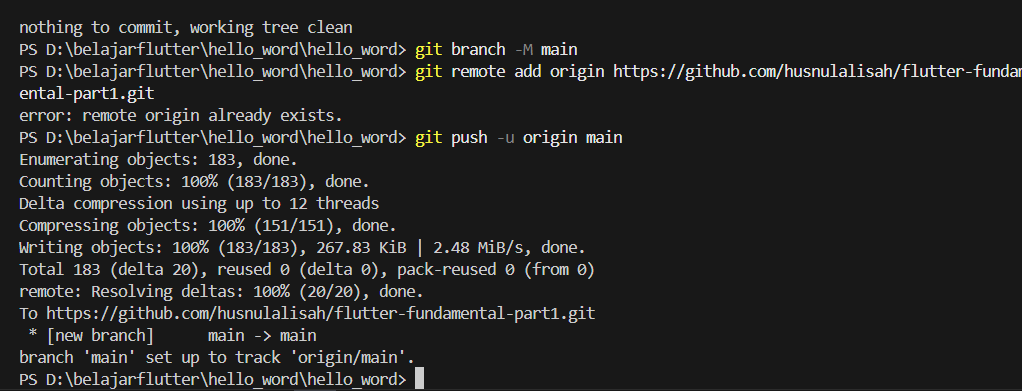 nothing to commit, working tree clean
PS D:\belajarflutter\hello_word\hello_word> git branch -M main
PS D:\belajarflutter\hello_word\hello_word> git remote add origin https://github.com/husnulalisah/flutter-fundam
ental-part1.git
error: remote origin already exists.
PS D:\belajarflutter\hello_word\hello_word> git push -u origin main
Enumerating objects: 183, done.
Counting objects: 100% (183/183), done.
Delta compression using up to 12 threads
Compressing objects: 100% (151/151), done.
Writing objects: 100% (183/183), 267.83 KiB | 2.48 MiB/s, done.
Total 183 (delta 20), reused 0 (delta 0), pack-reused 0 (from 0)
remote: Resolving deltas: 100% (20/20), done.
To https://github.com/husnulalisah/flutter-fundamental-part1.git
 * [new branch]      main -> main
branch 'main' set up to track 'origin/main'.
PS D:\belajarflutter\hello_word\hello_word>